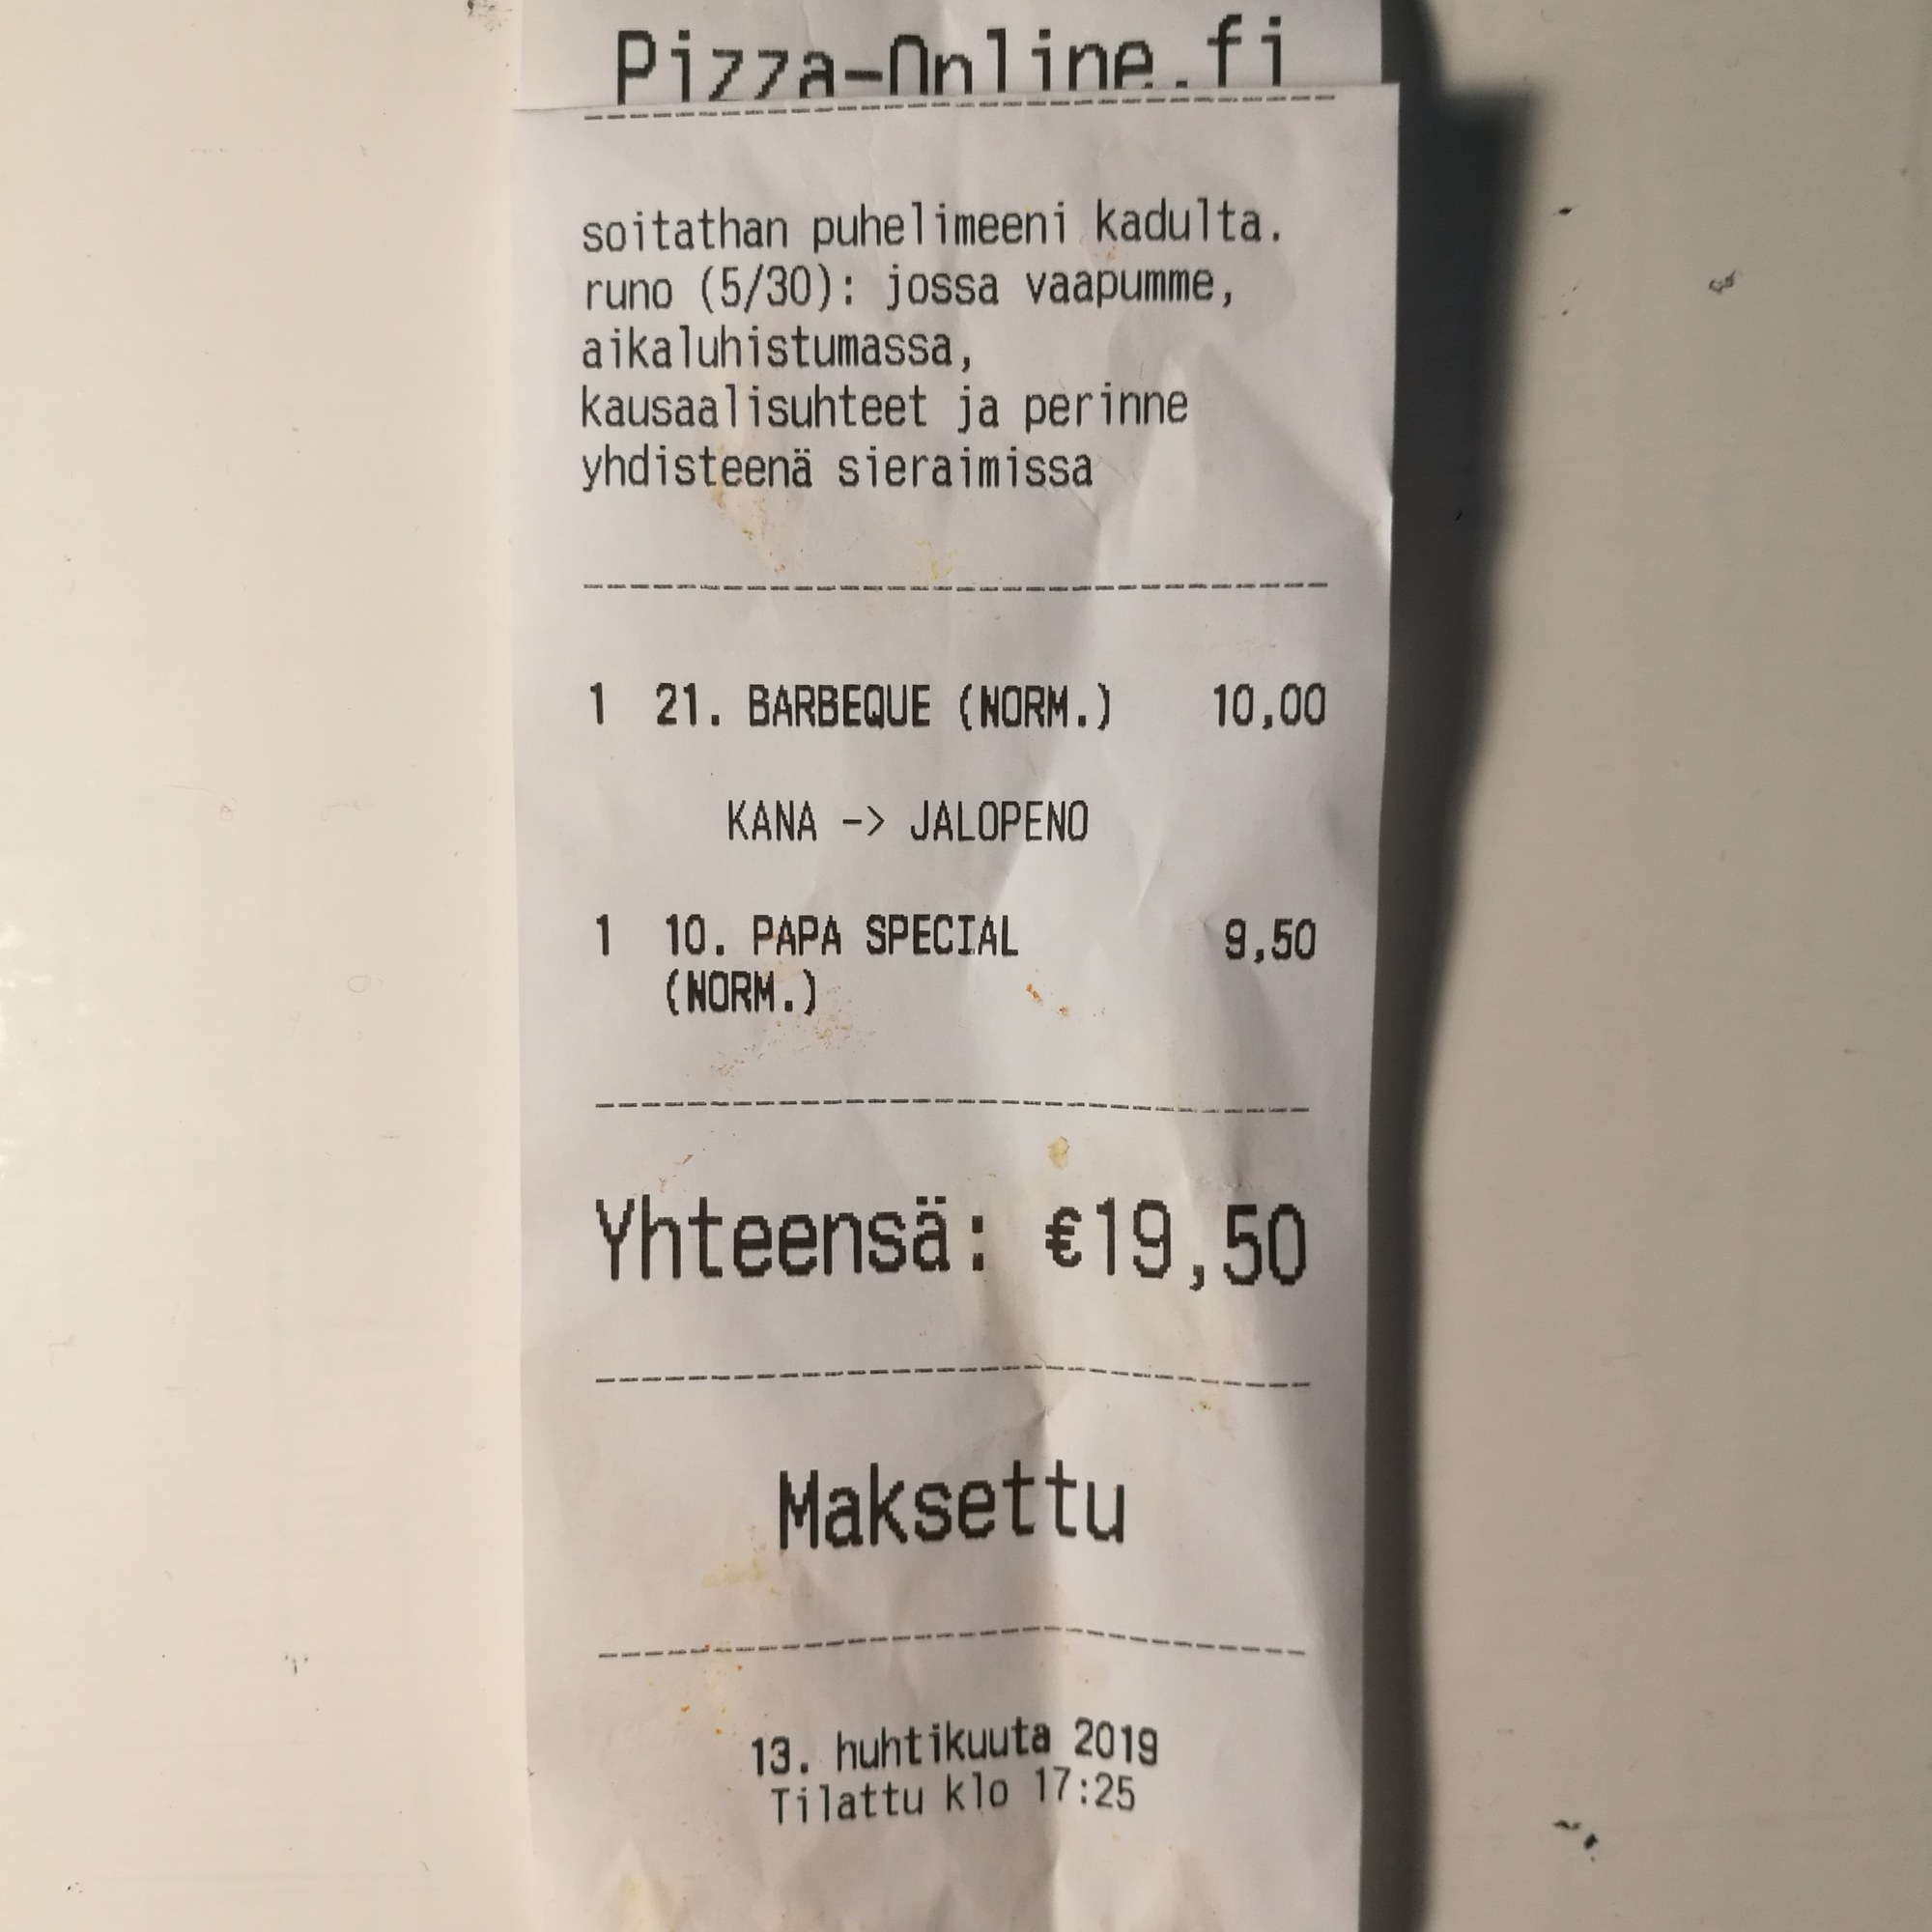 Pizza-Online.fi
soitathan puhelimeeni kadulta.
runo (5/30): jossa vaapumme,
aikaluhistumassa,
kausaalisuhteet ja perinne
yhdisteenä sieraimissa
1 21. BARBEQUE (NORM.) 10,00
KANA -> JALOPENO
1 10. PAPA SPECIAL 9,50
(NORM.)
Yhteensä: €19,50
Maksettu
13. huhtikuuta 2019
Tilattu klo 17:25